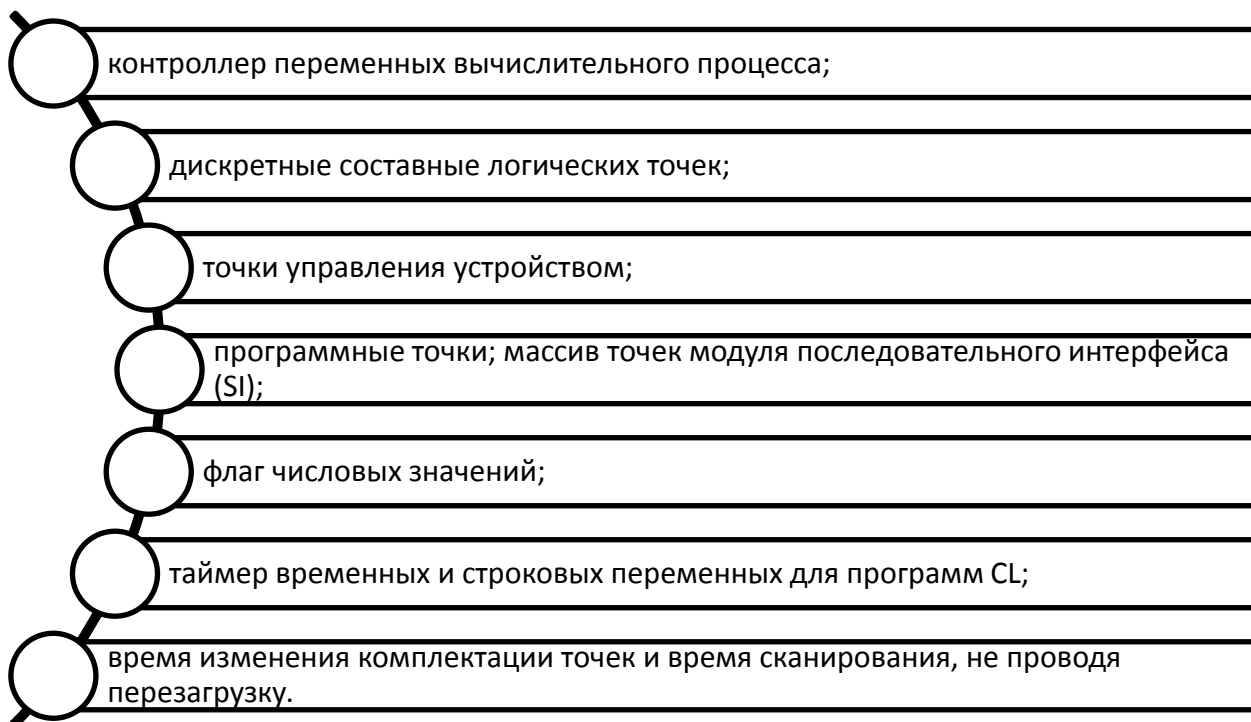 контроллер переменных вычислительного процесса;
дискретные составные логических точек;
точки управления устройством;
программные точки; массив точек модуля последовательного интерфейса
(SI);
флаг числовых значений;
таймер временных и строковых переменных для программ CL;
время изменения комплектации точек и время сканирования, не проводя
перезагрузку.